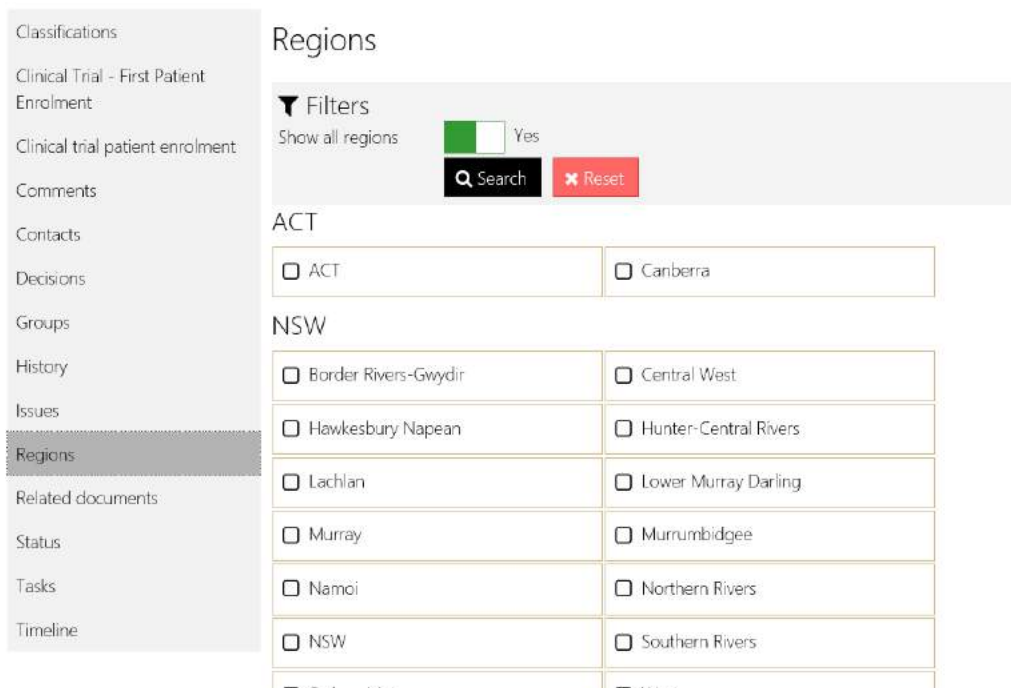 Classifications
Clinical Trial - First Patient
Enrolment
Clinical trial patient enrolment
Comments
Contacts
Decisions
Groups
History
Issues
Regions
Related documents
Status
Tasks
Timeline
Regions
Filters
Show all regions
Yes
Search
Reset
ACT
ACT
Canberra
NSW
Border Rivers-Gwydir
Central West
Hawkesbury Napean
Hunter-Central Rivers
Lachlan
Lower Murray Darling
Murray
Murrumbidgee
Namoi
Northern Rivers
NSW
Southern Rivers